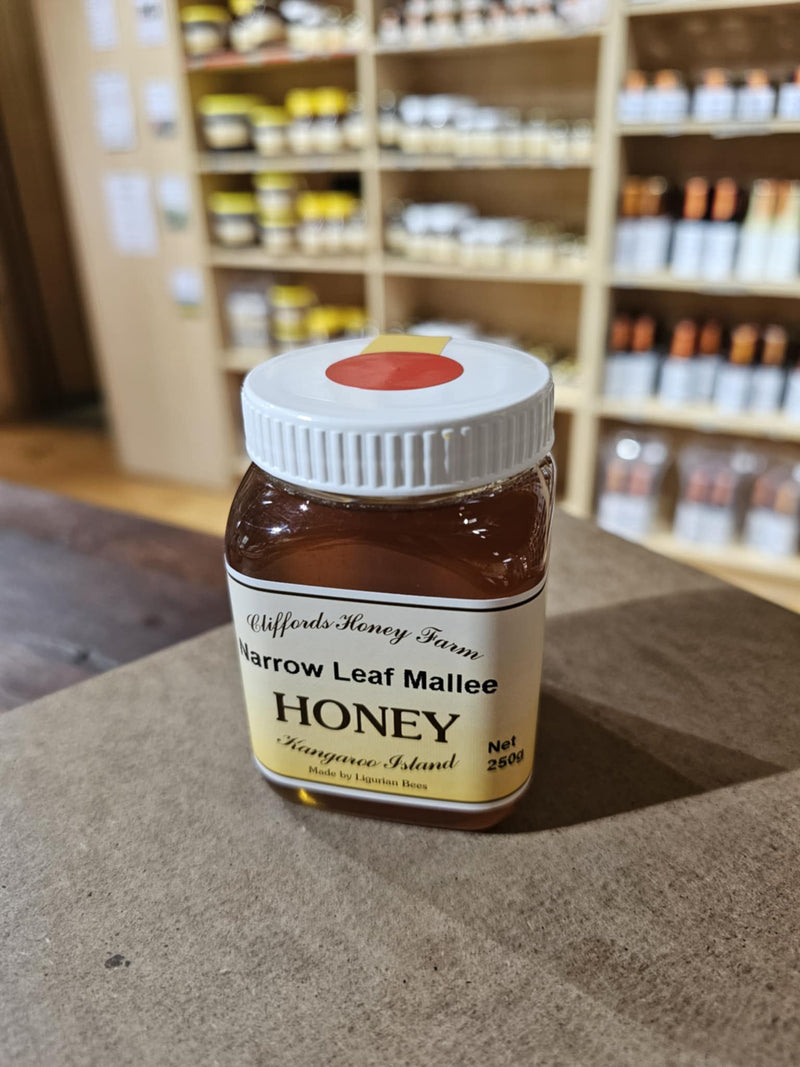 Cliffords Honey Farm
Narrow Leaf Mallee
HONEY
Kangaroo Island
Made by Ligurian Bees
Net
250g